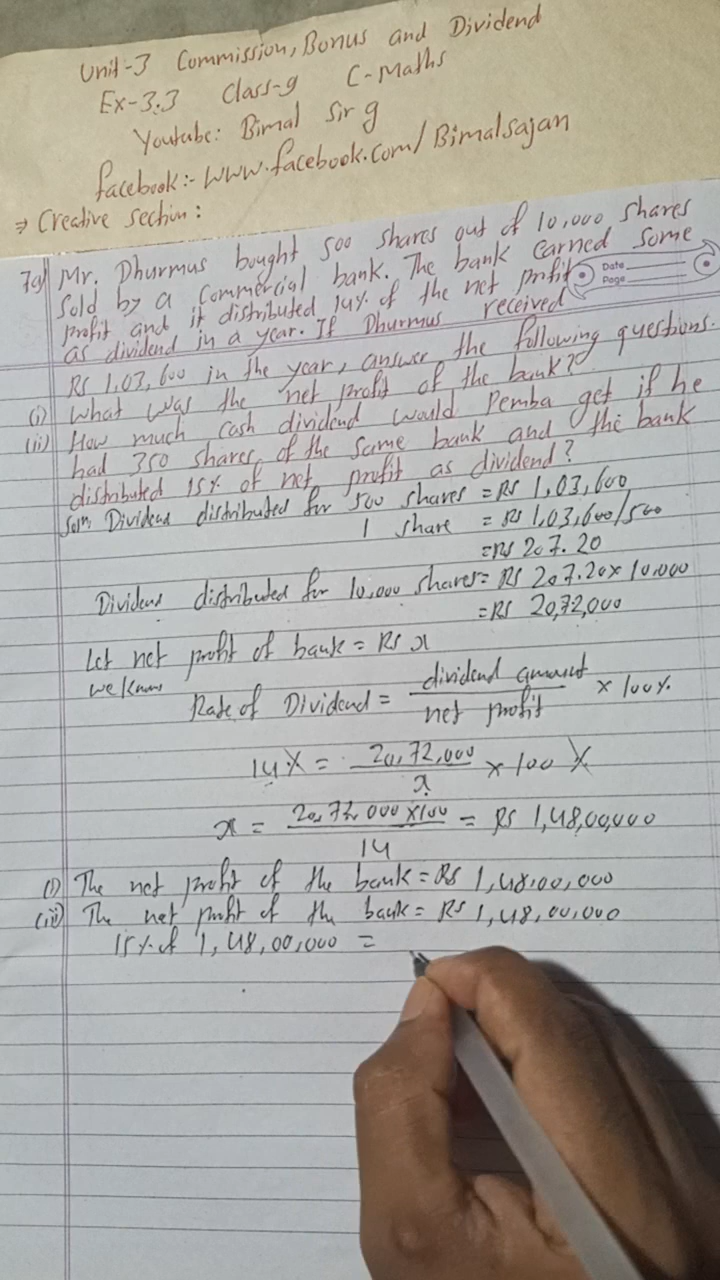 Unit-3 Commission, Bonus and Dividend
Ex-3.3 Class-9 C-Maths
Youtube: Bimal Sir g
facebook:- www.facebook.com/Bimalsajan
⇒ Creative section:
7a) Mr. Dhurmus bought 500 shares out of 10,000 shares
sold by a commercial bank. The bank earned some
profit and it distributed 14% of the net profit
Date
Page
as dividend in a year. If Dhurmus received
Rs 1,03,600 in the year, answer the following questions.
(i) What was the net profit of the bank?
(ii) How much cash dividend would Pemba get if he
had 350 shares of the same bank and the bank
distributed 15% of net profit as dividend?
Soln: Dividend distributed for 500 shares = Rs 1,03,600
1 share = Rs 1,03,600/500
= Rs 207.20
Dividend distributed for 10,000 shares = Rs 207.20 x 10,000
= Rs 20,72,000
Let net profit of bank = Rs x
we know
Rate of Dividend = dividend amount / net profit x 100%
14% = 20,72,000 / x x 100 %
x = 20,72,000 x 100 / 14 = Rs 1,48,00,000
(i) The net profit of the bank = Rs 1,48,00,000
(ii) The net profit of the bank = Rs 1,48,00,000
15% of 1,48,00,000 =